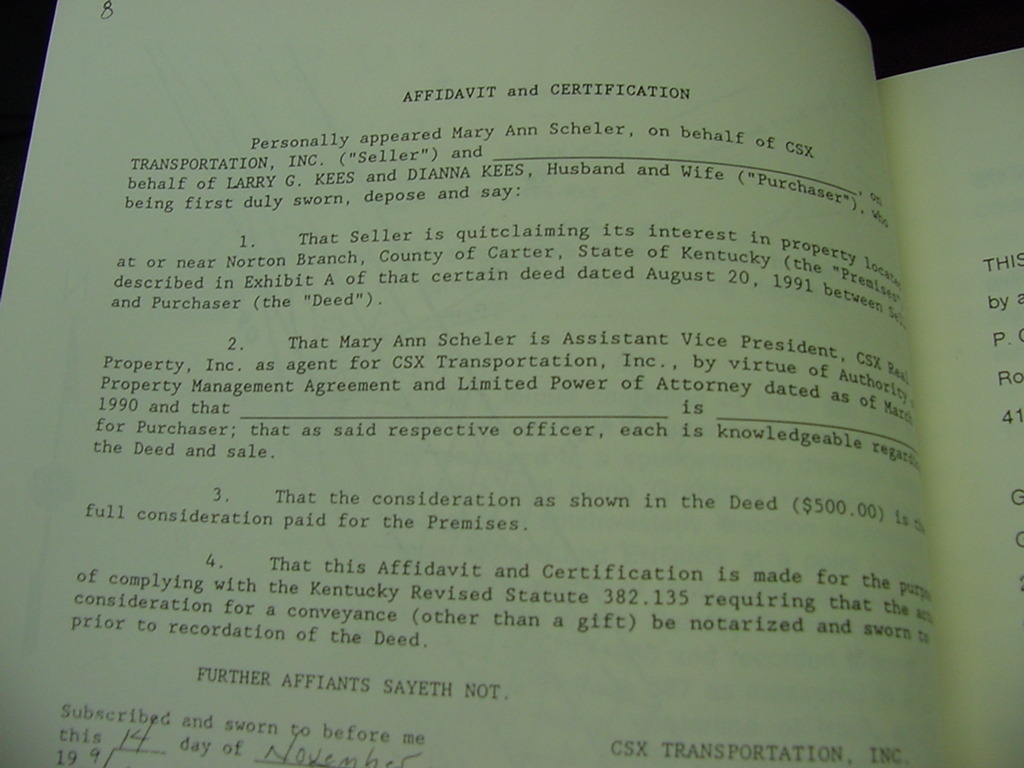 8
AFFIDAVIT and CERTIFICATION
Personally appeared Mary Ann Scheler, on behalf of CSX
TRANSPORTATION, INC. ("Seller") and ____________________, on
behalf of LARRY G. KEES and DIANNA KEES, Husband and Wife ("Purchaser"), who
being first duly sworn, depose and say:
1. That Seller is quitclaiming its interest in property
at or near Norton Branch, County of Carter, State of Kentucky (the "Premises"
described in Exhibit A of that certain deed dated August 20, 1991 between
and Purchaser (the "Deed").
2. That Mary Ann Scheler is Assistant Vice President, CSX Real
Property, Inc. as agent for CSX Transportation, Inc., by virtue of Authority
Property Management Agreement and Limited Power of Attorney dated as of March
1990 and that ____________________ is ____________________
for Purchaser; that as said respective officer, each is knowledgeable
the Deed and sale.
3. That the consideration as shown in the Deed ($500.00) is
full consideration paid for the Premises.
4. That this Affidavit and Certification is made for the
of complying with the Kentucky Revised Statute 382.135 requiring that the
consideration for a conveyance (other than a gift) be notarized and sworn to
prior to recordation of the Deed.
FURTHER AFFIANTS SAYETH NOT.
Subscribed and sworn to before me
this 14 day of November
1991
CSX TRANSPORTATION, INC.
THIS
by a
P.
Ro
41
G